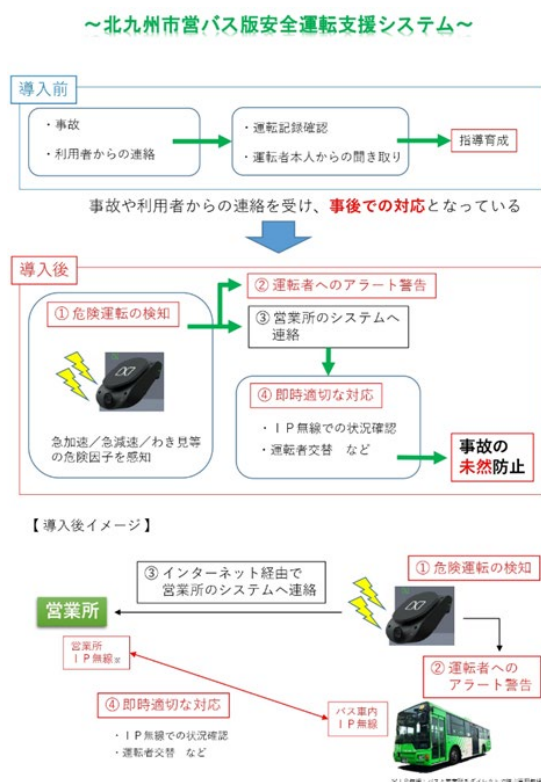 ～北九州市営バス版安全運転支援システム～
導入前
・事故
・利用者からの連絡
・運転記録確認
・運転者本人からの聞き取り
指導育成
事故や利用者からの連絡を受け、事後での対応となっている
導入後
① 危険運転の検知
急加速／急減速／わき見等
の危険因子を感知
② 運転者へのアラート警告
③ 営業所のシステムへ
連絡
④ 即時適切な対応
・ＩＰ無線での状況確認
・運転者交替　など
事故の
未然防止
【 導入後イメージ 】
① 危険運転の検知
③ インターネット経由で
営業所のシステムへ連絡
営業所
② 運転者への
アラート警告
営業所
ＩＰ無線※
バス車内
ＩＰ無線
④ 即時適切な対応
・ＩＰ無線での状況確認
・運転者交替　など